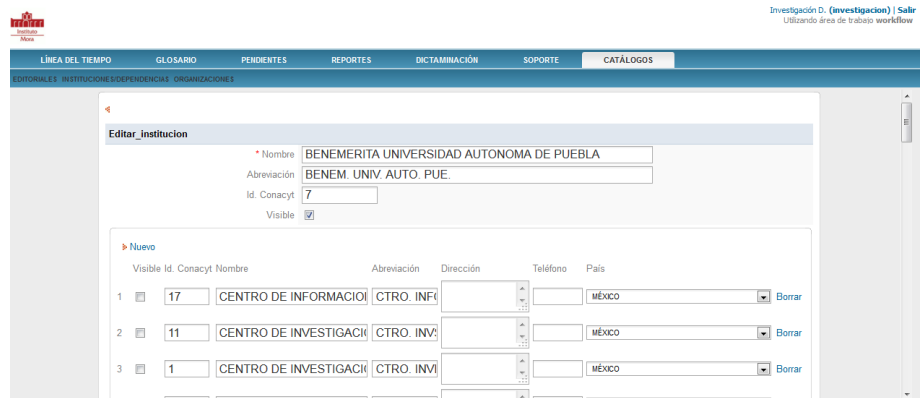 Investigación D. (investigacion) | Salir
Utilizando área de trabajo workflow
Instituto
Mora
LÍNEA DEL TIEMPO GLOSARIO PENDIENTES REPORTES DICTAMINACIÓN SOPORTE CATÁLOGOS
EDITORIALES INSTITUCIONES/DEPENDENCIAS ORGANIZACIONES
Editar_institucion
* Nombre BENEMERITA UNIVERSIDAD AUTONOMA DE PUEBLA
Abreviación BENEM. UNIV. AUTO. PUE.
Id. Conacyt 7
Visible
Nuevo
Visible Id. Conacyt Nombre Abreviación Dirección Teléfono País
1 17 CENTRO DE INFORMACIO CTRO. INF MÉXICO Borrar
2 11 CENTRO DE INVESTIGACI CTRO. INV MÉXICO Borrar
3 1 CENTRO DE INVESTIGACI CTRO. INVI MÉXICO Borrar